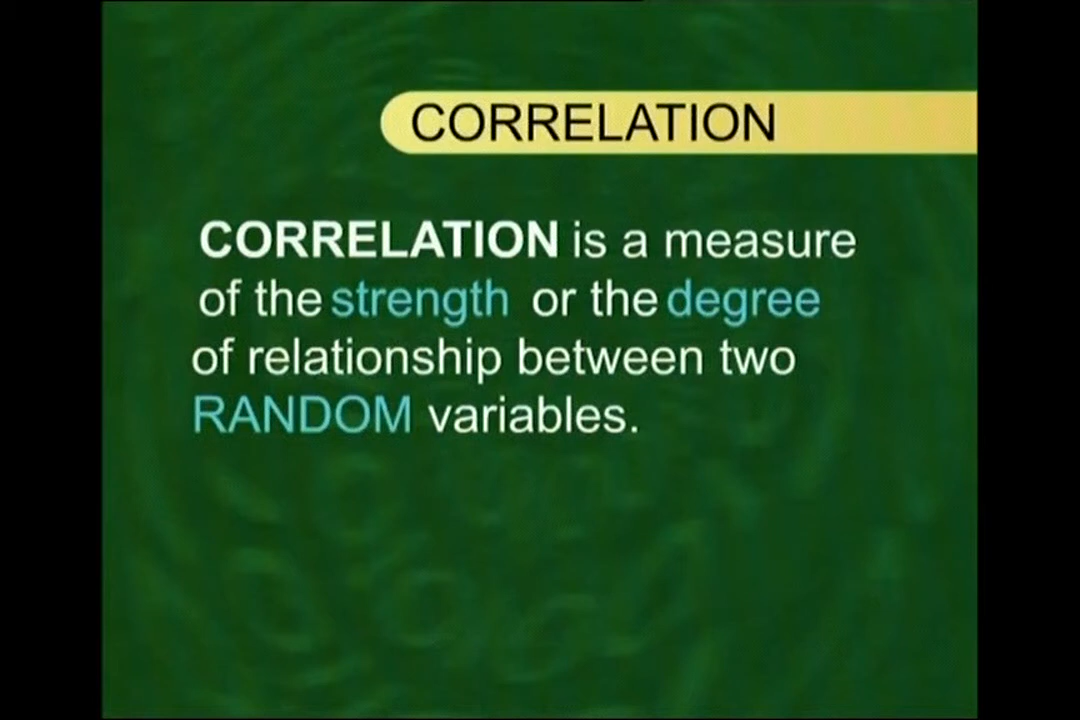 CORRELATION
CORRELATION is a measure
of the strength or the degree
of relationship between two
RANDOM variables.